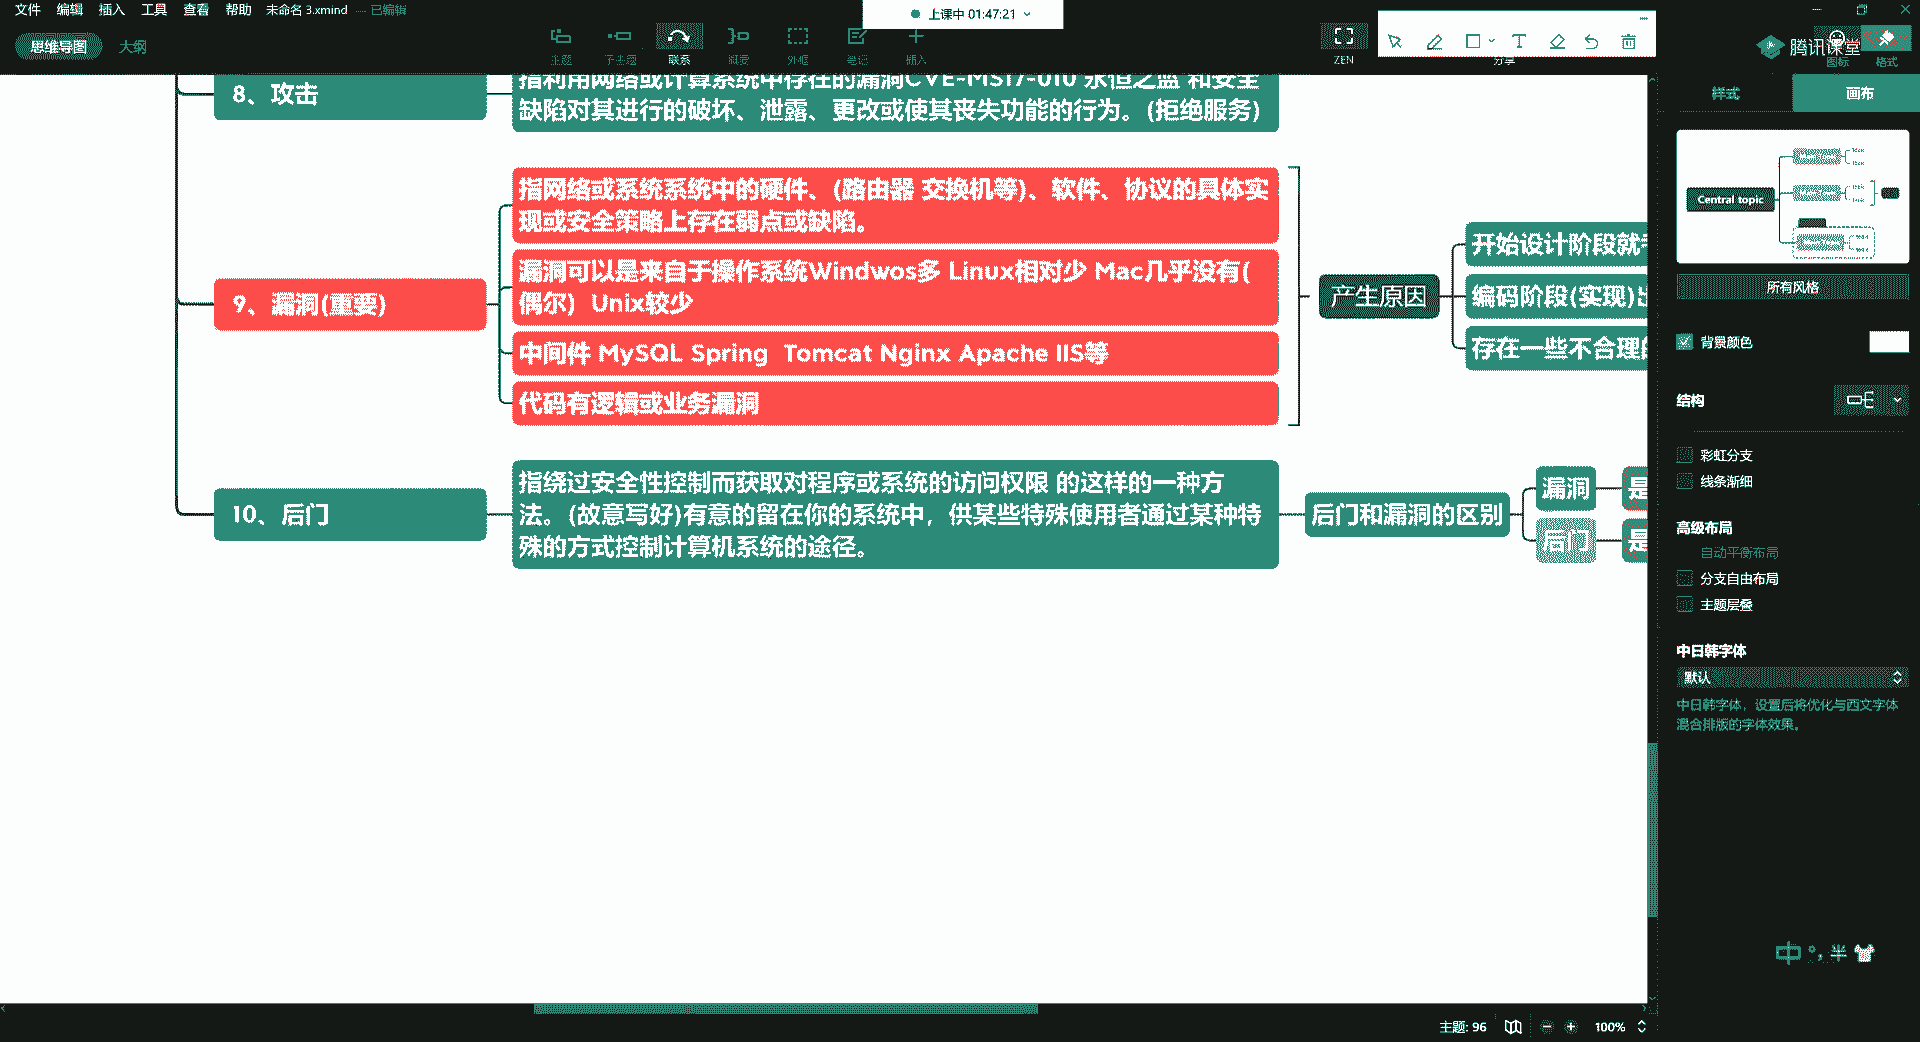 文件 编辑 插入 工具 查看 帮助 未命名 3.xmind — 已编辑
上课中 01:47:21
思维导图 大纲
主题 子主题 联系 概要 外框 笔记 插入
ZEN 分享 图标 格式
腾讯课堂
样式 画布
8、攻击
指利用网络或计算系统中存在的漏洞CVE-MS17-010 永恒之蓝 和安全
缺陷对其进行的破坏、泄露、更改或使其丧失功能的行为。(拒绝服务)
9、漏洞(重要)
指网络或系统系统中的硬件、(路由器 交换机等)、软件、协议的具体实
现或安全策略上存在弱点或缺陷。
漏洞可以是来自于操作系统Windwos多 Linux相对少 Mac几乎没有(
偶尔) Unix较少
中间件 MySQL Spring Tomcat Nginx Apache IIS等
代码有逻辑或业务漏洞
产生原因
开始设计阶段就
编码阶段(实现)
存在一些不合理的
10、后门
指绕过安全性控制而获取对程序或系统的访问权限 的这样的一种方
法。(故意写好)有意的留在你的系统中，供某些特殊使用者通过某种特
殊的方式控制计算机系统的途径。
后门和漏洞的区别
漏洞 是
后门 是
Central topic
所有风格
背景颜色
结构
彩虹分支
线条渐细
高级布局
自动平衡布局
分支自由布局
主题层叠
中日韩字体
默认
中日韩字体，设置后将优化与西文字体
混合排版的字体效果。
中 °, 半
主题: 96 100%